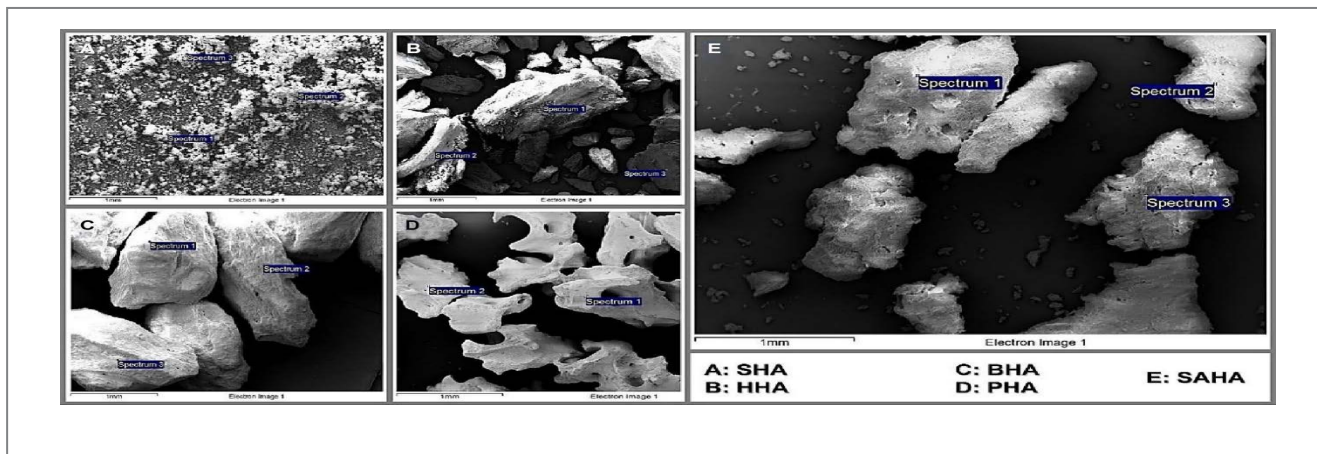 A
Spectrum 3
Spectrum 2
Spectrum 1
1mm
Electron Image 1
B
Spectrum 1
Spectrum 2
Spectrum 3
1mm
Electron Image 1
C
Spectrum 1
Spectrum 2
Spectrum 3
1mm
Electron Image 1
D
Spectrum 2
Spectrum 1
1mm
Electron Image 1
E
Spectrum 1
Spectrum 2
Spectrum 3
1mm
Electron Image 1
A: SHA
C: BHA
B: HHA
D: PHA
E: SAHA